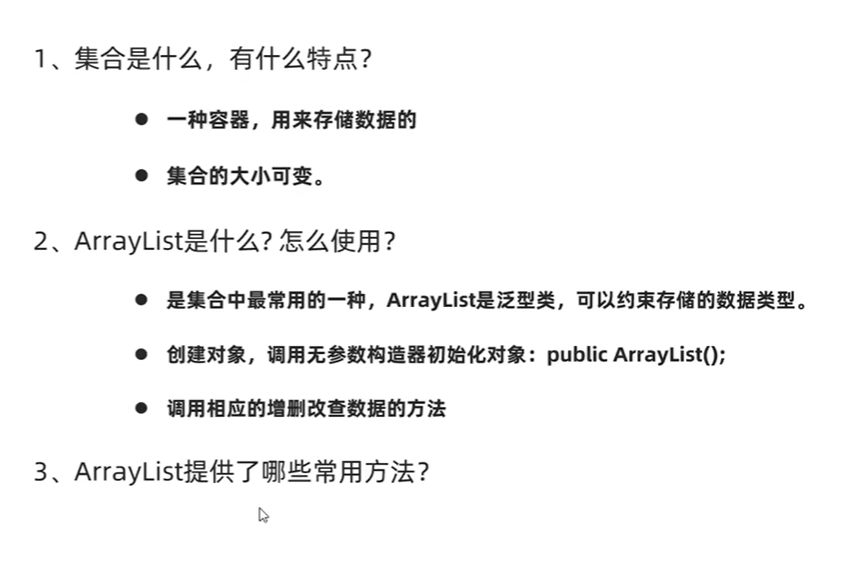 1、集合是什么，有什么特点？
● 一种容器，用来存储数据的
● 集合的大小可变。
2、ArrayList是什么? 怎么使用？
● 是集合中最常用的一种，ArrayList是泛型类，可以约束存储的数据类型。
● 创建对象，调用无参数构造器初始化对象：public ArrayList();
● 调用相应的增删改查数据的方法
3、ArrayList提供了哪些常用方法？